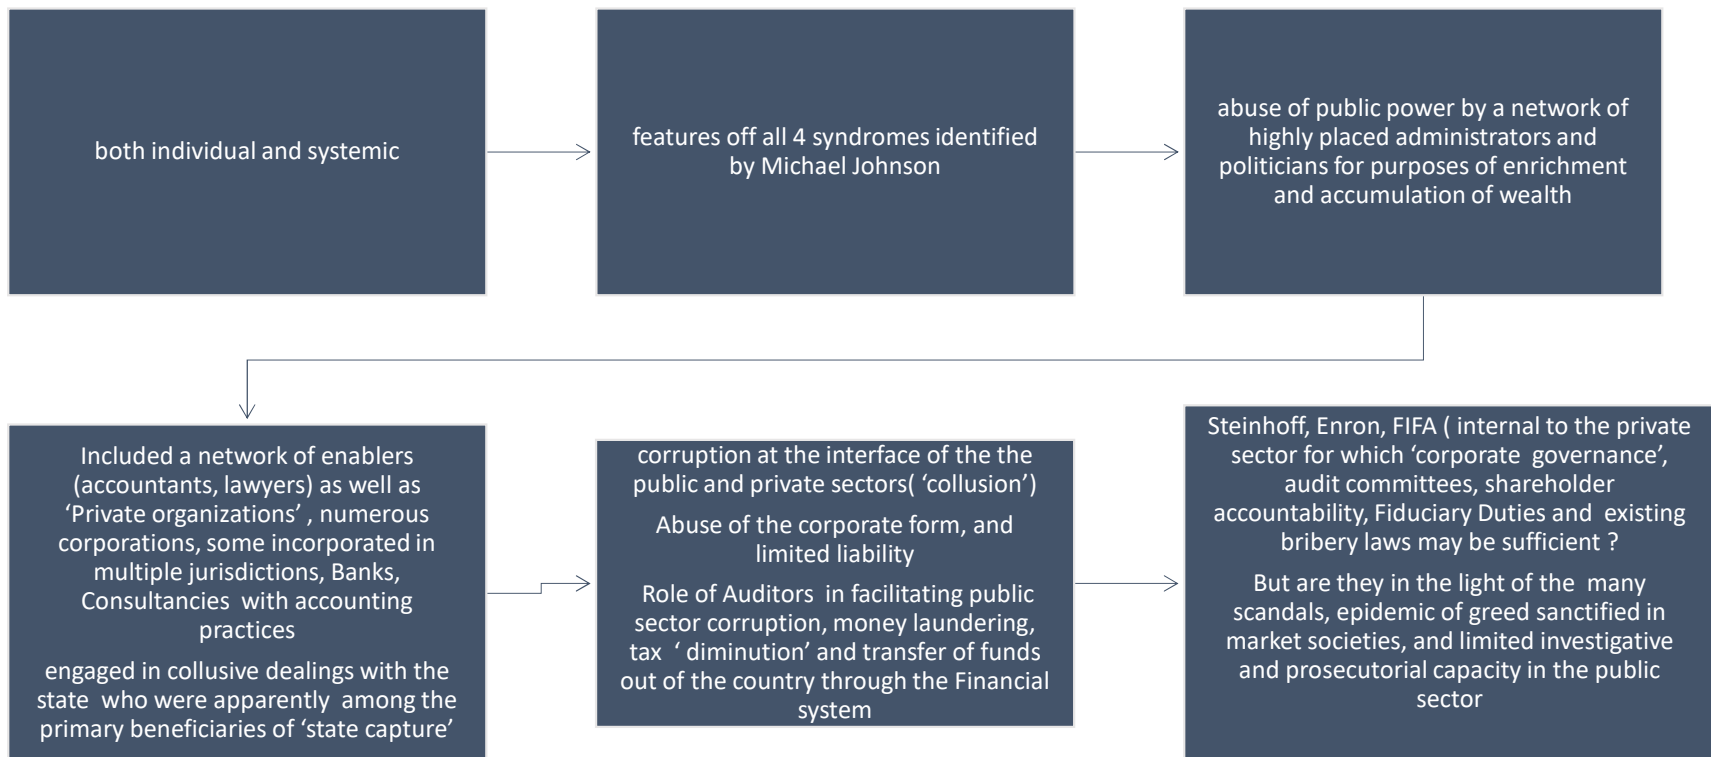 both individual and systemic
features off all 4 syndromes identified
by Michael Johnson
abuse of public power by a network of
highly placed administrators and
politicians for purposes of enrichment
and accumulation of wealth
Included a network of enablers
(accountants, lawyers) as well as
‘Private organizations’ , numerous
corporations, some incorporated in
multiple jurisdictions, Banks,
Consultancies with accounting
practices
engaged in collusive dealings with the
state who were apparently among the
primary beneficiaries of ‘state capture’
corruption at the interface of the the
public and private sectors( ‘collusion’)
Abuse of the corporate form, and
limited liability
Role of Auditors in facilitating public
sector corruption, money laundering,
tax ‘ diminution’ and transfer of funds
out of the country through the Financial
system
Steinhoff, Enron, FIFA ( internal to the private
sector for which ‘corporate governance’,
audit committees, shareholder
accountability, Fiduciary Duties and existing
bribery laws may be sufficient ?
But are they in the light of the many
scandals, epidemic of greed sanctified in
market societies, and limited investigative
and prosecutorial capacity in the public
sector